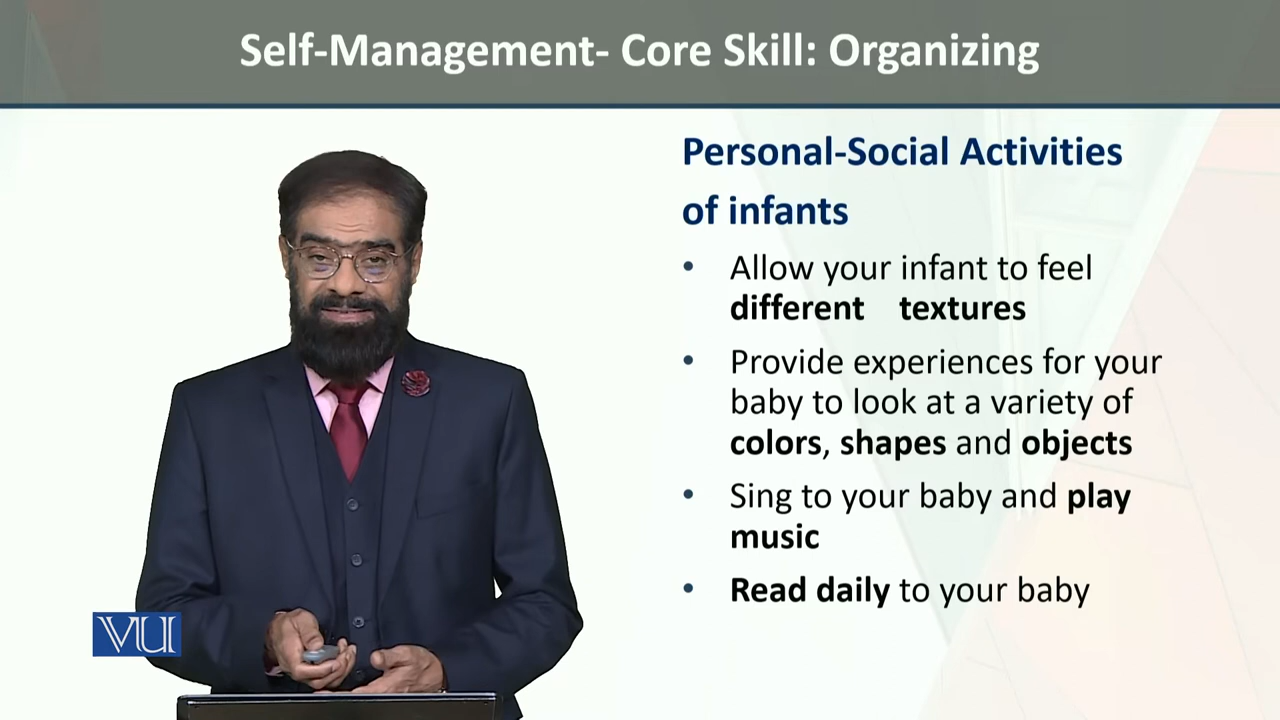 Self-Management- Core Skill: Organizing
Personal-Social Activities
of infants
• Allow your infant to feel
different textures
• Provide experiences for your
baby to look at a variety of
colors, shapes and objects
• Sing to your baby and play
music
• Read daily to your baby
VU